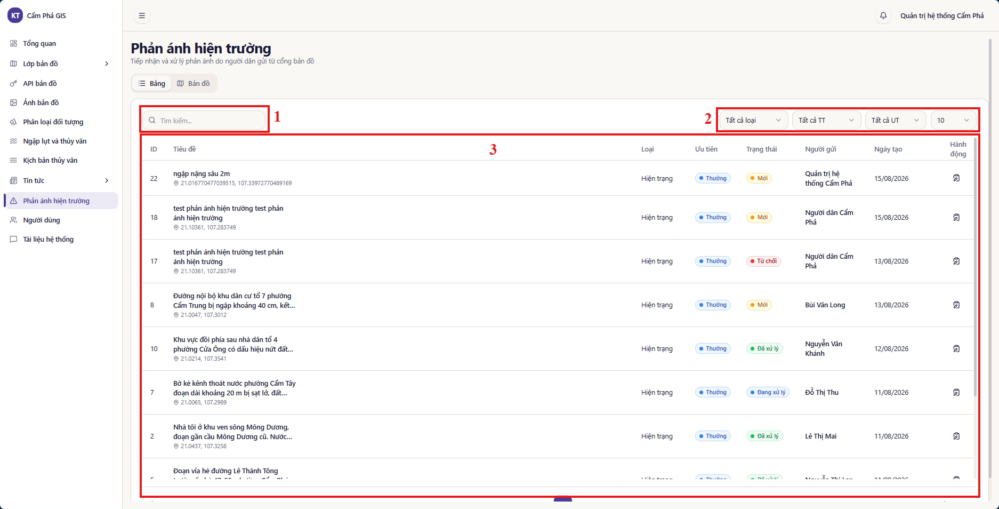 KT Cẩm Phả GIS
Quản trị hệ thống Cẩm Phả
Tổng quan
Lớp bản đồ
API bản đồ
Ảnh bản đồ
Phân loại đối tượng
Ngập lụt và thủy văn
Kịch bản thủy văn
Tin tức
Phản ánh hiện trường
Người dùng
Tài liệu hệ thống
Phản ánh hiện trường
Tiếp nhận và xử lý phản ánh do người dân gửi từ cổng bản đồ
Bảng Bản đồ
Tìm kiếm... 1 2 Tất cả loại Tất cả TT Tất cả UT 10
3
ID Tiêu đề Loại Ưu tiên Trạng thái Người gửi Ngày tạo Hành động
22 ngập nặng sâu 2m Hiện trạng Thường Mới Quản trị hệ thống Cẩm Phả 15/08/2026
21.016770477039515, 107.33972770489169
18 test phản ánh hiện trường test phản ánh hiện trường Hiện trạng Thường Mới Người dân Cẩm Phả 15/08/2026
21.10361, 107.283749
17 test phản ánh hiện trường test phản ánh hiện trường Hiện trạng Thường Từ chối Người dân Cẩm Phả 13/08/2026
21.10361, 107.283749
8 Đường nội bộ khu dân cư tổ 7 phường Cẩm Trung bị ngập khoảng 40 cm, kết... Hiện trạng Thường Mới Bùi Văn Long 13/08/2026
21.0047, 107.3012
10 Khu vực đồi phía sau nhà dân tổ 4 phường Cửa Ông có dấu hiệu nứt đất... Hiện trạng Thường Đã xử lý Nguyễn Văn Khánh 12/08/2026
21.0214, 107.3541
7 Bờ kè kênh thoát nước phường Cẩm Tây đoạn dài khoảng 20 m bị sạt lở, đất... Hiện trạng Thường Đang xử lý Đỗ Thị Thu 11/08/2026
21.0065, 107.2989
2 Nhà tôi ở khu ven sông Mông Dương, đoạn gần cầu Mông Dương cũ. Nước... Hiện trạng Thường Đã xử lý Lê Thị Mai 11/08/2026
21.0437, 107.3258
Đoạn vỉa hè đường Lê Thánh Tông